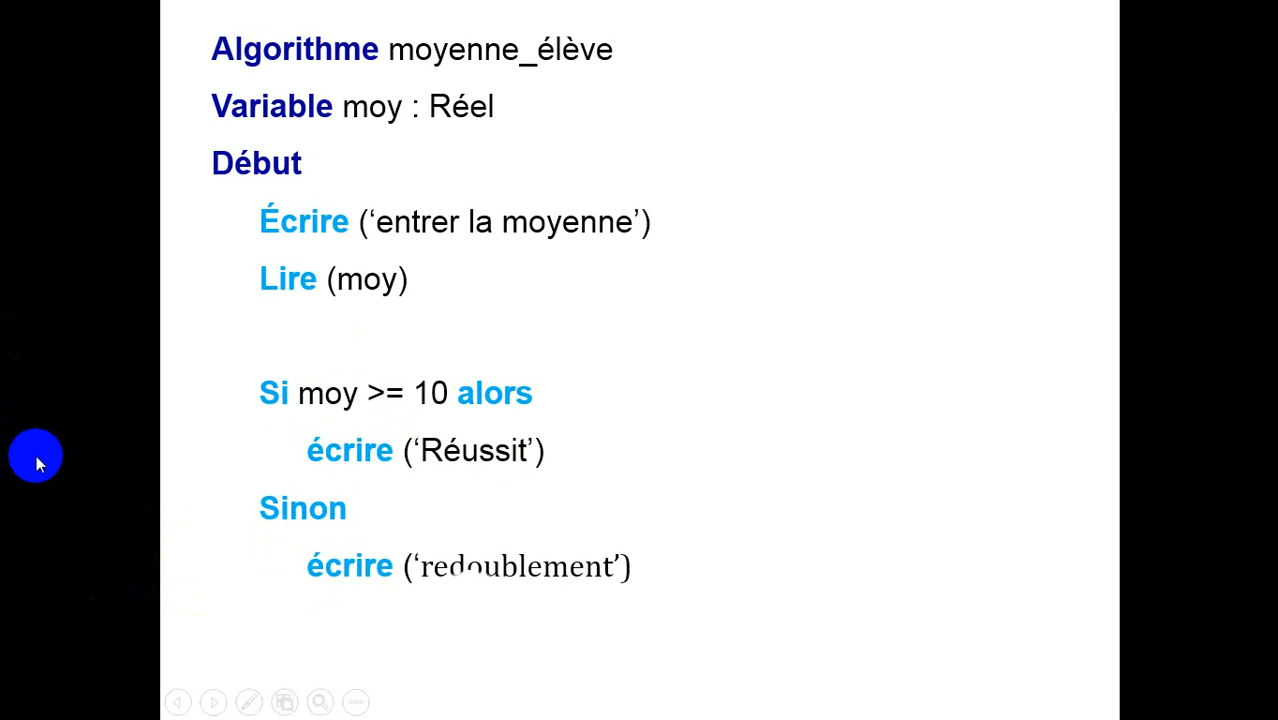 Algorithme moyenne_élève
Variable moy : Réel
Début
Écrire (‘entrer la moyenne’)
Lire (moy)
Si moy >= 10 alors
écrire (‘Réussit’)
Sinon
écrire (‘redoublement’)